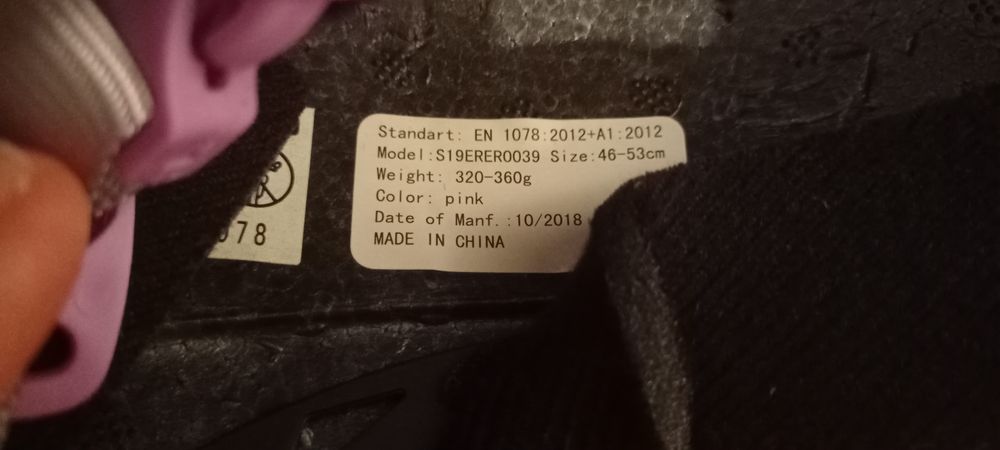 Standart: EN 1078:2012+A1:2012
Model:S19ERER0039 Size:46-53cm
Weight: 320-360g
Color: pink
Date of Manf.:10/2018
MADE IN CHINA
078